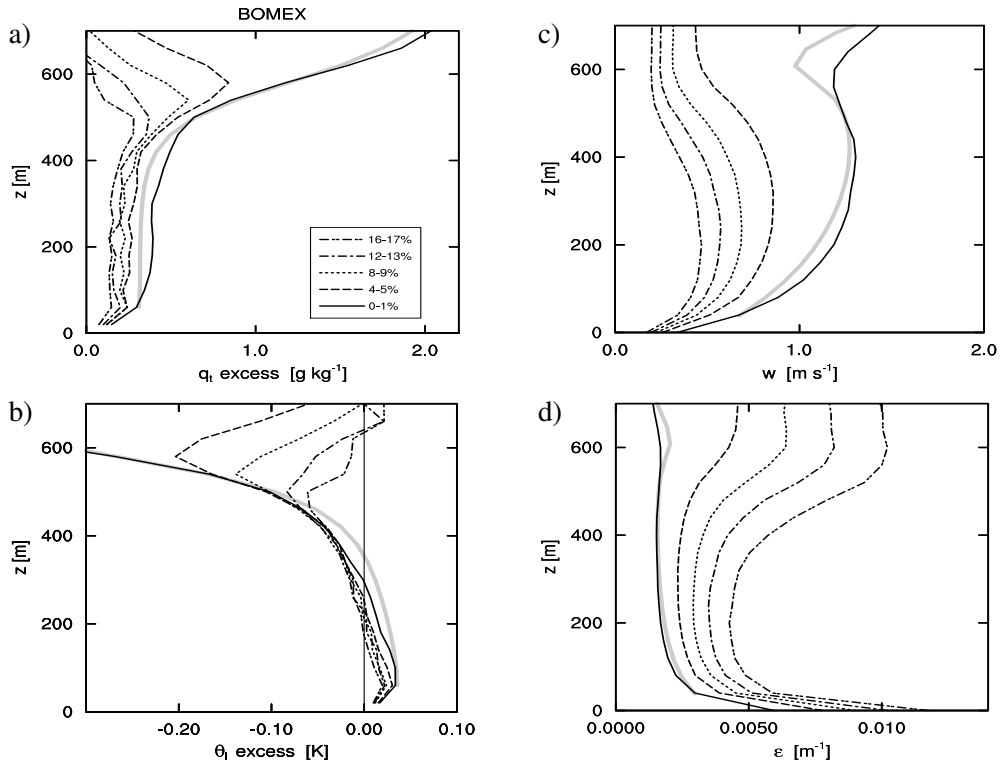 BOMEX
a)
z [m]
600
400
200
0
0.0 1.0 2.0
qt excess [g kg-1]
16-17%
12-13%
8-9%
4-5%
0-1%
c)
z [m]
600
400
200
0
0.0 1.0 2.0
w [m s-1]
b)
z [m]
600
400
200
0
-0.20 -0.10 0.00 0.10
θl excess [K]
d)
z [m]
600
400
200
0
0.0000 0.0050 0.010
ε [m-1]